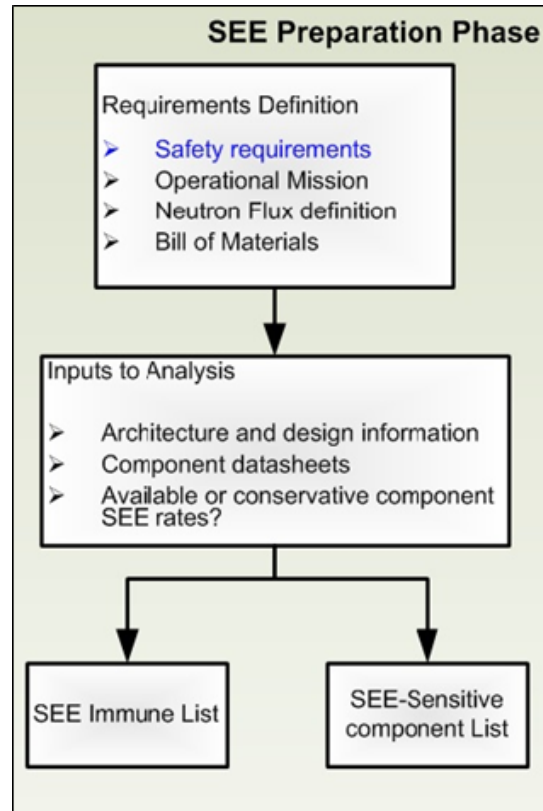 SEE Preparation Phase
Requirements Definition
➢ Safety requirements
➢ Operational Mission
➢ Neutron Flux definition
➢ Bill of Materials
Inputs to Analysis
➢ Architecture and design information
➢ Component datasheets
➢ Available or conservative component
SEE rates?
SEE Immune List
SEE-Sensitive
component List